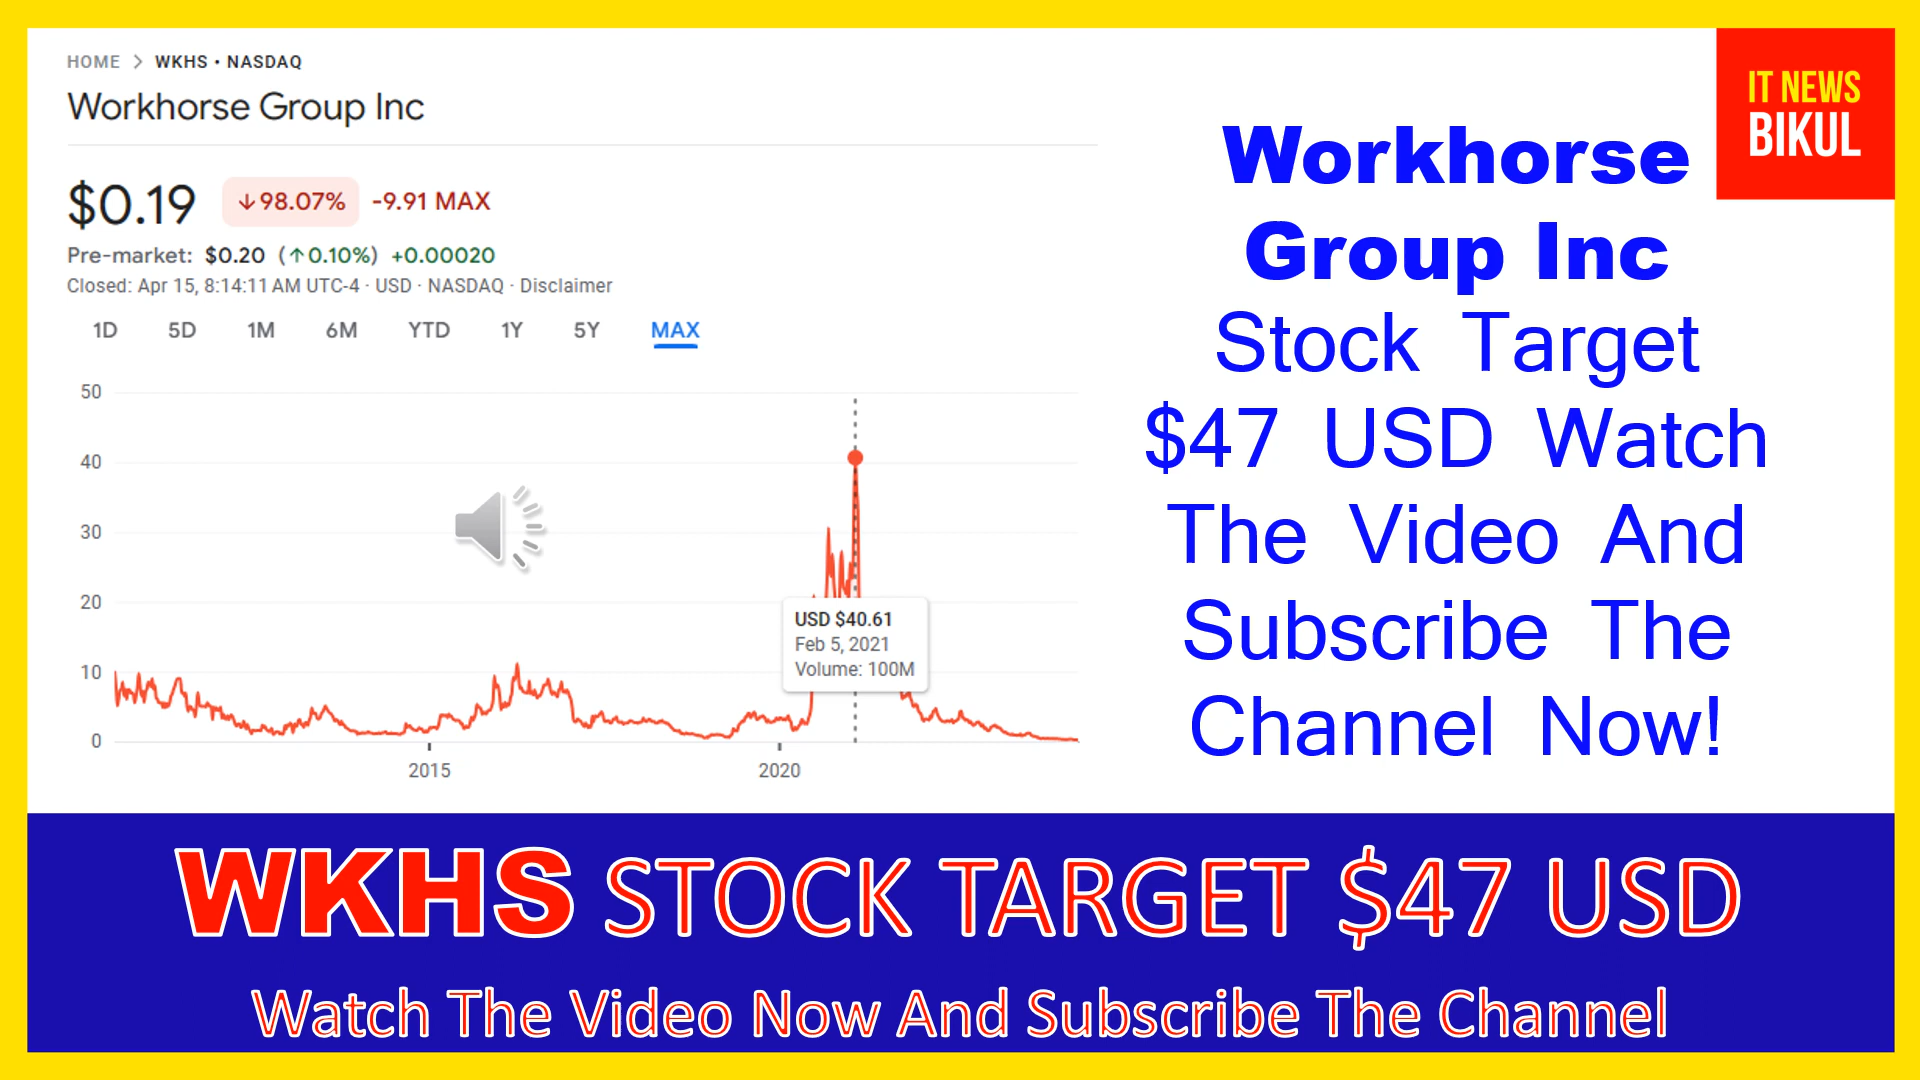 HOME > WKHS • NASDAQ
Workhorse Group Inc
$0.19 ↓98.07% -9.91 MAX
Pre-market: $0.20 (↑0.10%) +0.00020
Closed: Apr 15, 8:14:11 AM UTC-4 · USD · NASDAQ · Disclaimer
1D 5D 1M 6M YTD 1Y 5Y MAX
50
40
30
20
10
0
2015 2020
USD $40.61
Feb 5, 2021
Volume: 100M
IT NEWS
BIKUL
Workhorse
Group Inc
Stock Target
$47 USD Watch
The Video And
Subscribe The
Channel Now!
WKHS STOCK TARGET $47 USD
Watch The Video Now And Subscribe The Channel